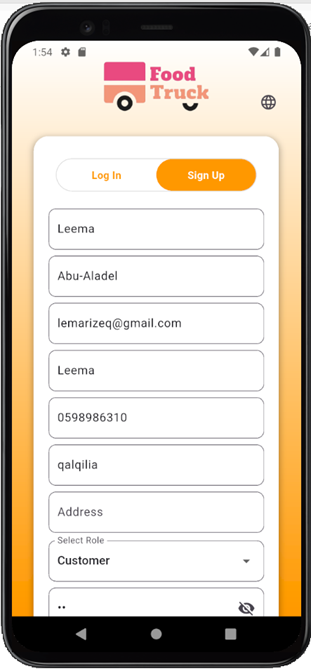 1:54
Food
Truck
Log In
Sign Up
Leema
Abu-Aladel
lemarizeq@gmail.com
Leema
0598986310
qalqilia
Address
Select Role
Customer
••